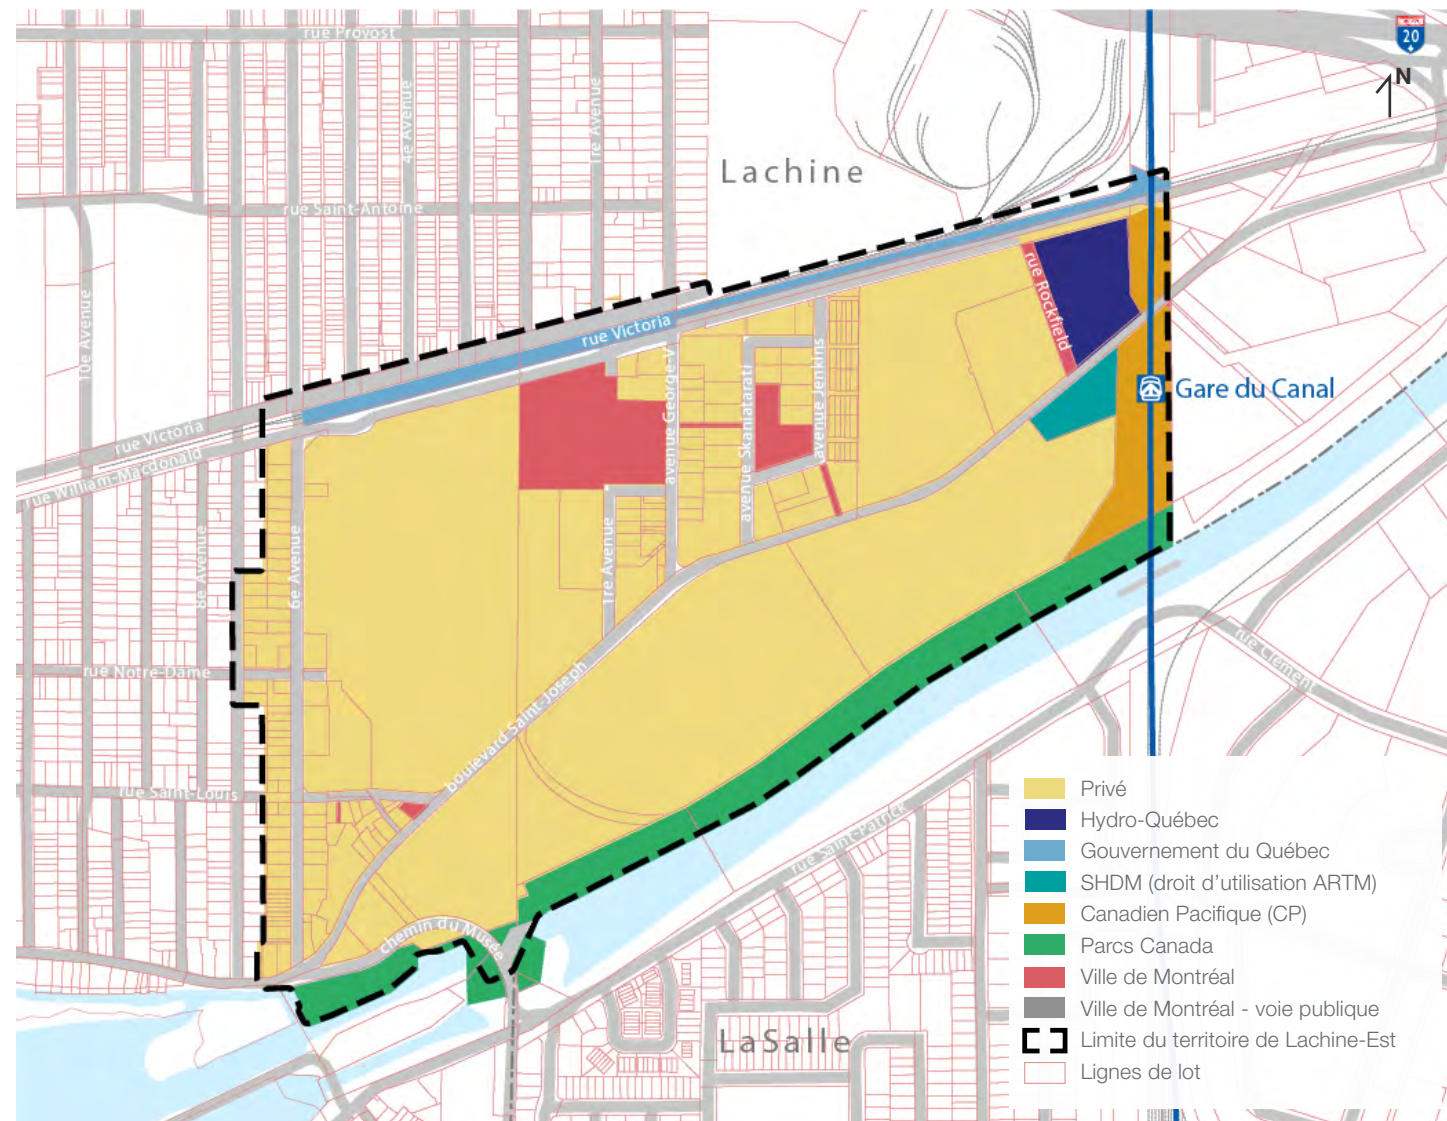 rue Provost
20
N
4e Avenue
1re Avenue
Lachine
rue Saint-Antoine
10e Avenue
rue Victoria
rue Rockfield
avenue George-V
avenue Skaniatarati
avenue Jenkins
Gare du Canal
rue Victoria
rue William-Macdonald
8e Avenue
6e Avenue
1re Avenue
rue Notre-Dame
rue Clément
boulevard Saint-Joseph
rue Saint-Louis
rue Saint-Patrick
chemin du Musée
LaSalle
Privé
Hydro-Québec
Gouvernement du Québec
SHDM (droit d'utilisation ARTM)
Canadien Pacifique (CP)
Parcs Canada
Ville de Montréal
Ville de Montréal - voie publique
Limite du territoire de Lachine-Est
Lignes de lot